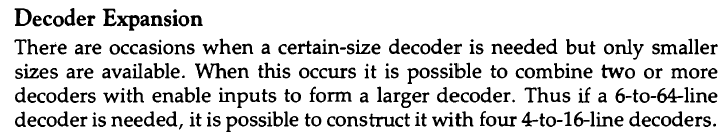 Decoder Expansion
There are occasions when a certain-size decoder is needed but only smaller
sizes are available. When this occurs it is possible to combine two or more
decoders with enable inputs to form a larger decoder. Thus if a 6-to-64-line
decoder is needed, it is possible to construct it with four 4-to-16-line decoders.